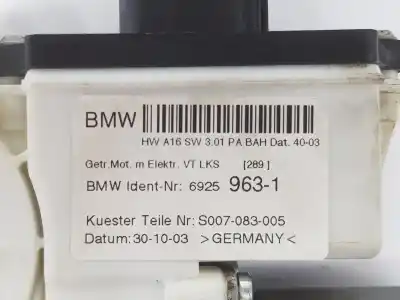 BMW
HW A16 SW 3.01 PA BAH Dat. 40-03
Getr.Mot. m Elektr. VT LKS [289]
BMW Ident-Nr: 6925 963-1
Kuester Teile Nr: S007-083-005
Datum: 30-10-03 >GERMANY<